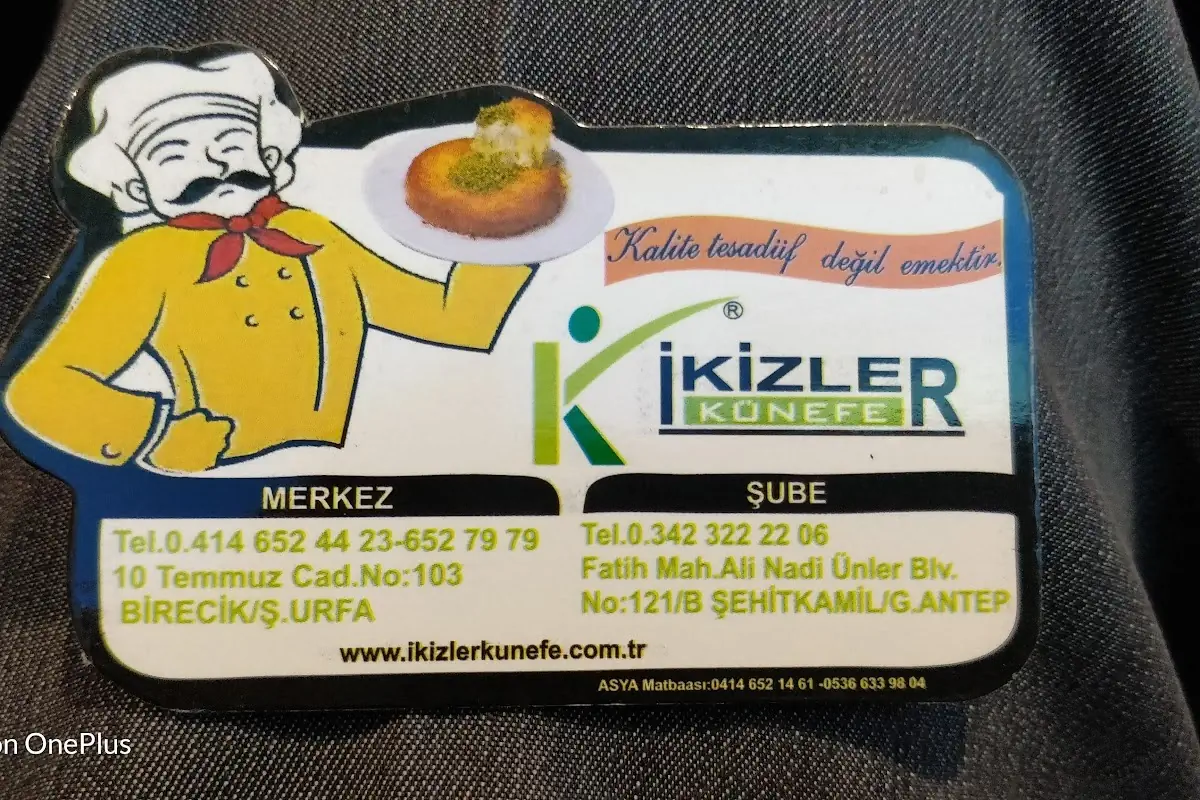 Kalite tesadüf değil emektir.
®
İKİZLER
KÜNEFE
MERKEZ
Tel.0.414 652 44 23-652 79 79
10 Temmuz Cad.No:103
BİRECİK/Ş.URFA
ŞUBE
Tel.0.342 322 22 06
Fatih Mah.Ali Nadi Ünler Blv.
No:121/B ŞEHİTKAMİL/G.ANTEP
www.ikizlerkunefe.com.tr
ASYA Matbaası:0414 652 14 61 -0536 633 98 04
on OnePlus